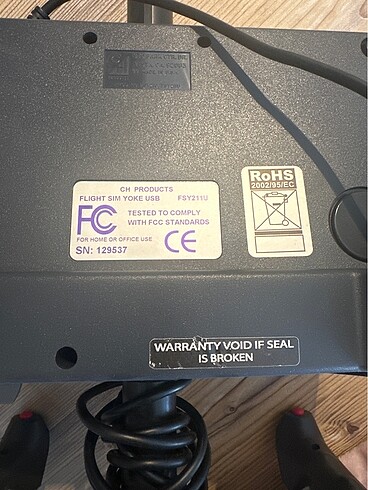 RoHS
2002/95/EC
CH PRODUCTS
FLIGHT SIM YOKE USB FSY211U
FC
TESTED TO COMPLY
WITH FCC STANDARDS
FOR HOME OR OFFICE USE
CE
SN: 129537
WARRANTY VOID IF SEAL
IS BROKEN